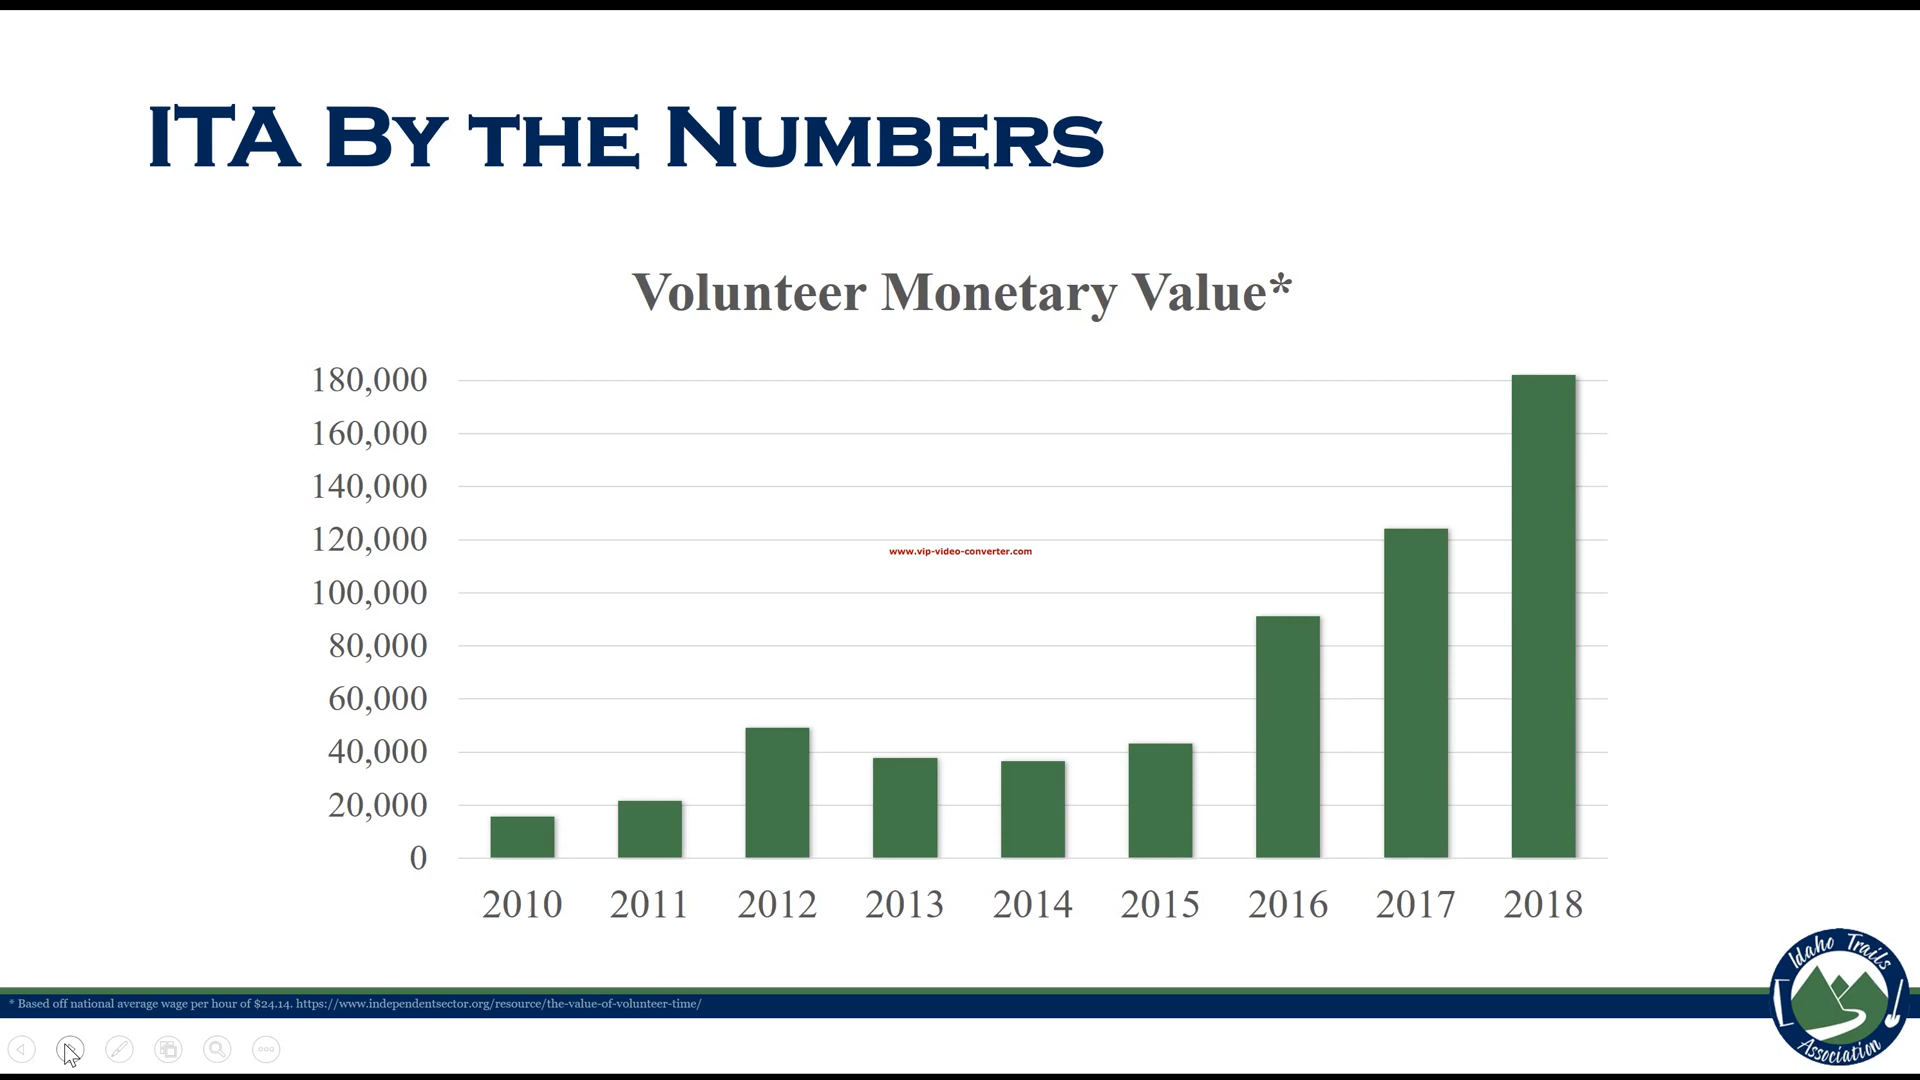 ITA BY THE NUMBERS
Volunteer Monetary Value*
180,000
160,000
140,000
120,000
www.vip-video-converter.com
100,000
80,000
60,000
40,000
20,000
0
2010 2011 2012 2013 2014 2015 2016 2017 2018
* Based off national average wage per hour of $24.14. https://www.independentsector.org/resource/the-value-of-volunteer-time/
Idaho Trails
Association